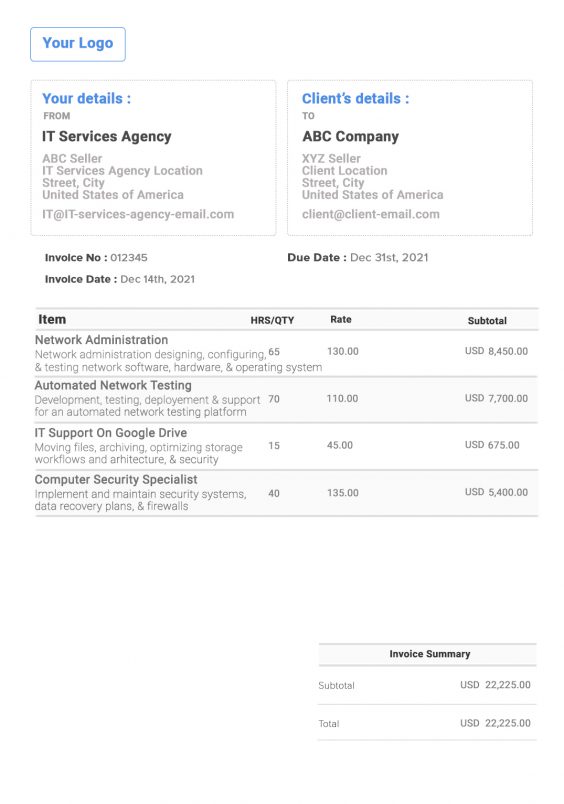 Your Logo
Your details :
FROM
IT Services Agency
ABC Seller
IT Services Agency Location
Street, City
United States of America
IT@IT-services-agency-email.com
Client's details :
TO
ABC Company
XYZ Seller
Client Location
Street, City
United States of America
client@client-email.com
Invoice No : 012345
Due Date : Dec 31st, 2021
Invoice Date : Dec 14th, 2021
Item HRS/QTY Rate Subtotal
Network Administration
Network administration designing, configuring, 65 130.00 USD 8,450.00
& testing network software, hardware, & operating system
Automated Network Testing
Development, testing, deployement & support 70 110.00 USD 7,700.00
for an automated network testing platform
IT Support On Google Drive
Moving files, archiving, optimizing storage 15 45.00 USD 675.00
workflows and arhitecture, & security
Computer Security Specialist
Implement and maintain security systems, 40 135.00 USD 5,400.00
data recovery plans, & firewalls
Invoice Summary
Subtotal USD 22,225.00
Total USD 22,225.00